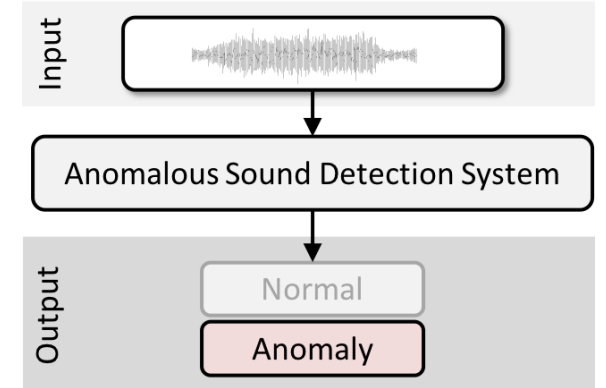 Input
Anomalous Sound Detection System
Output
Normal
Anomaly